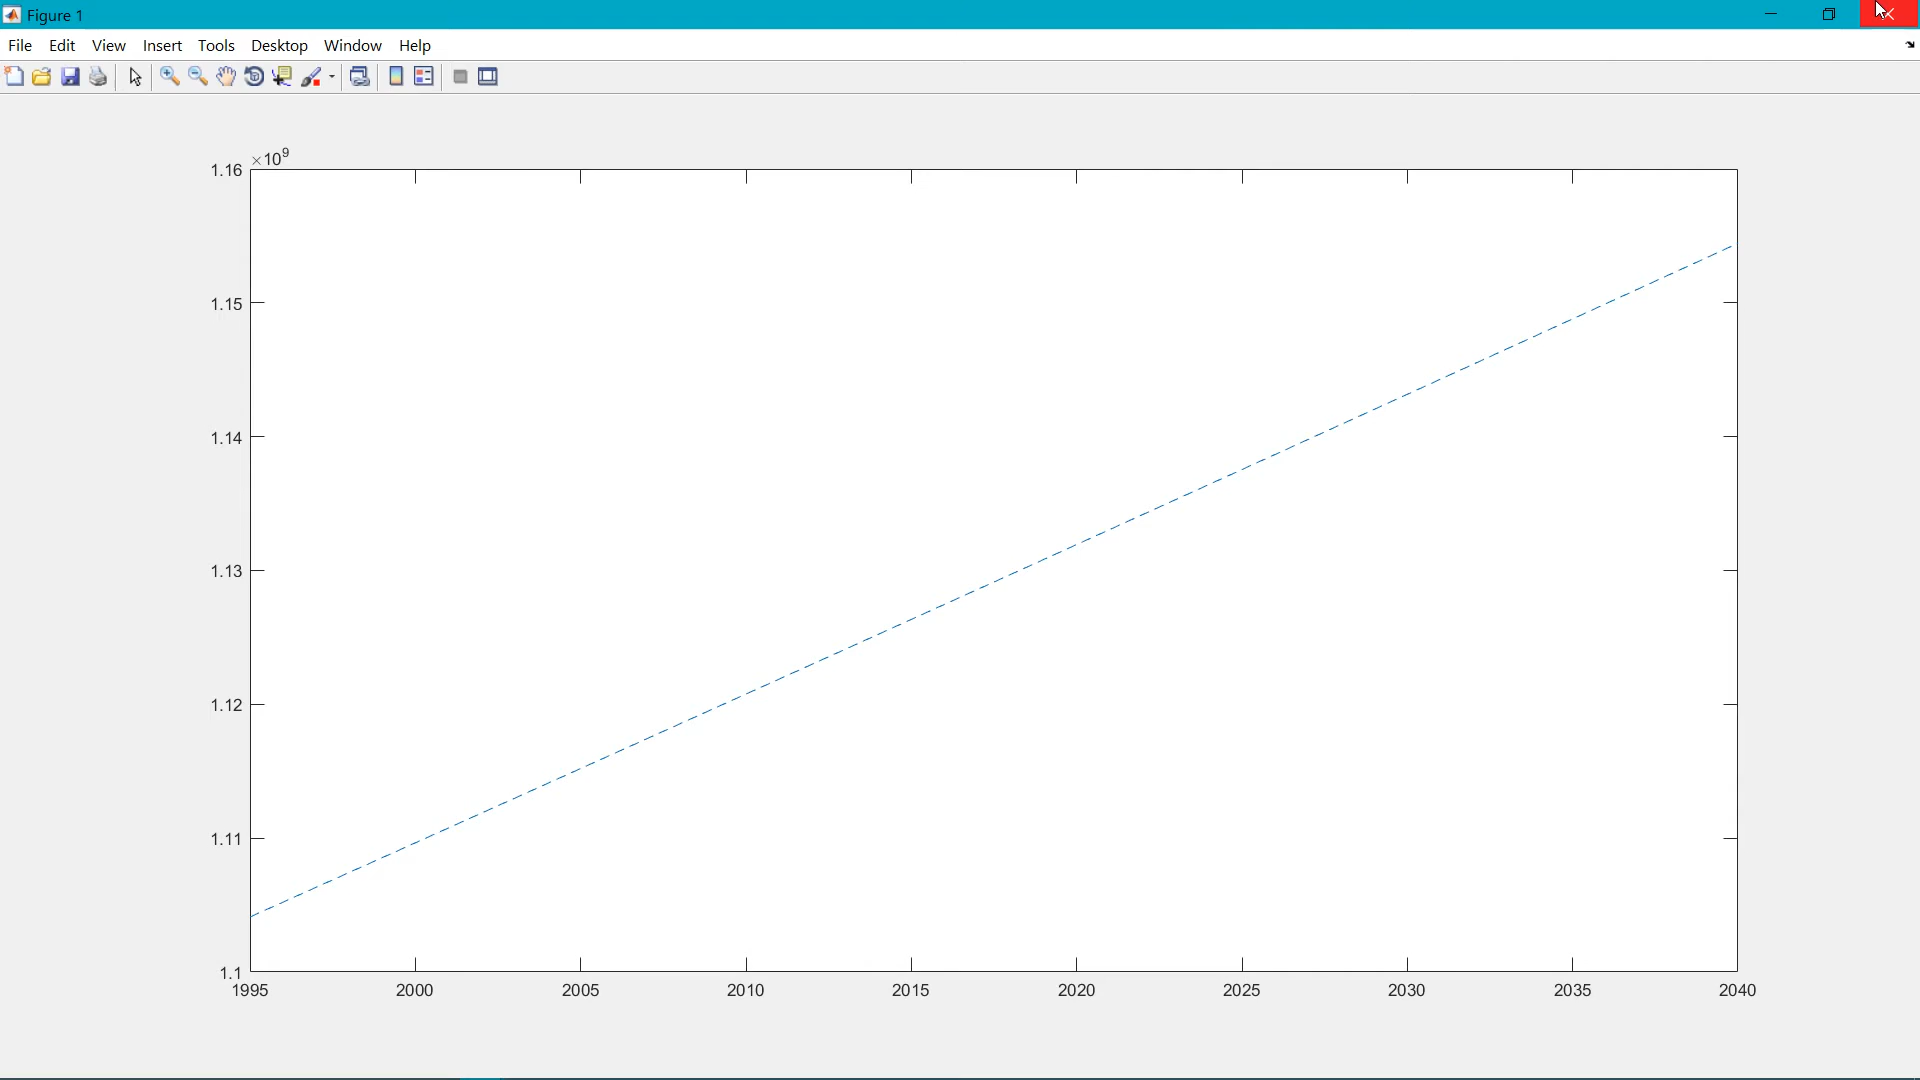 Figure 1
File Edit View Insert Tools Desktop Window Help
×10⁹
1.16
1.15
1.14
1.13
1.12
1.11
1.1
1995 2000 2005 2010 2015 2020 2025 2030 2035 2040